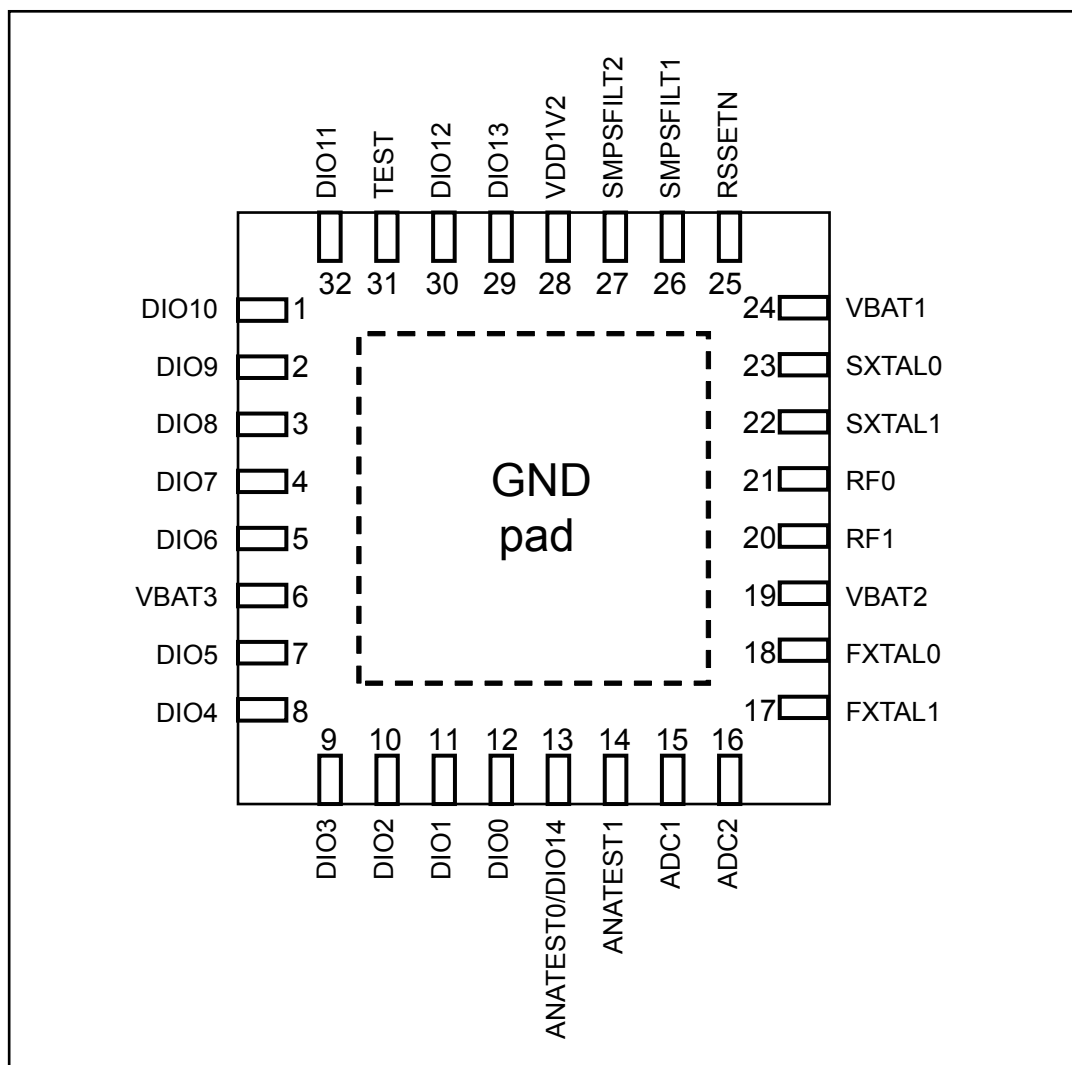 DIO11
TEST
DIO12
DIO13
VDD1V2
SMPSFILT2
SMPSFILT1
RSSETN
32
31
30
29
28
27
26
25
DIO10
1
DIO9
2
DIO8
3
DIO7
4
DIO6
5
VBAT3
6
DIO5
7
DIO4
8
GND
pad
24
VBAT1
23
SXTAL0
22
SXTAL1
21
RF0
20
RF1
19
VBAT2
18
FXTAL0
17
FXTAL1
9
10
11
12
13
14
15
16
DIO3
DIO2
DIO1
DIO0
ANATEST0/DIO14
ANATEST1
ADC1
ADC2